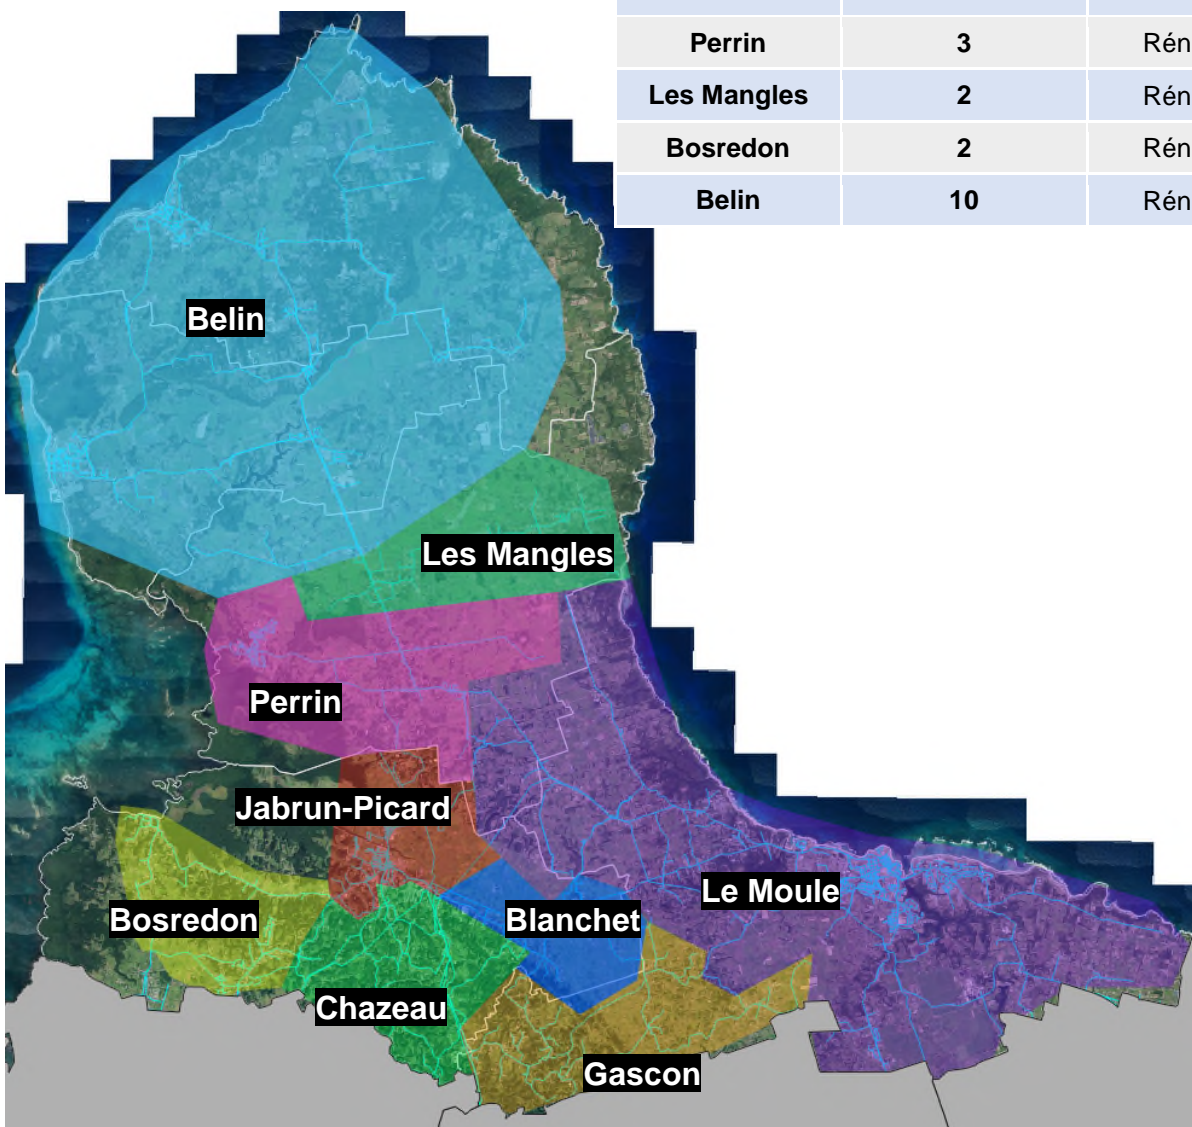 Perrin 3 Rén
Les Mangles 2 Rén
Bosredon 2 Rén
Belin 10 Rén
Belin
Les Mangles
Perrin
Jabrun-Picard
Le Moule
Bosredon
Blanchet
Chazeau
Gascon